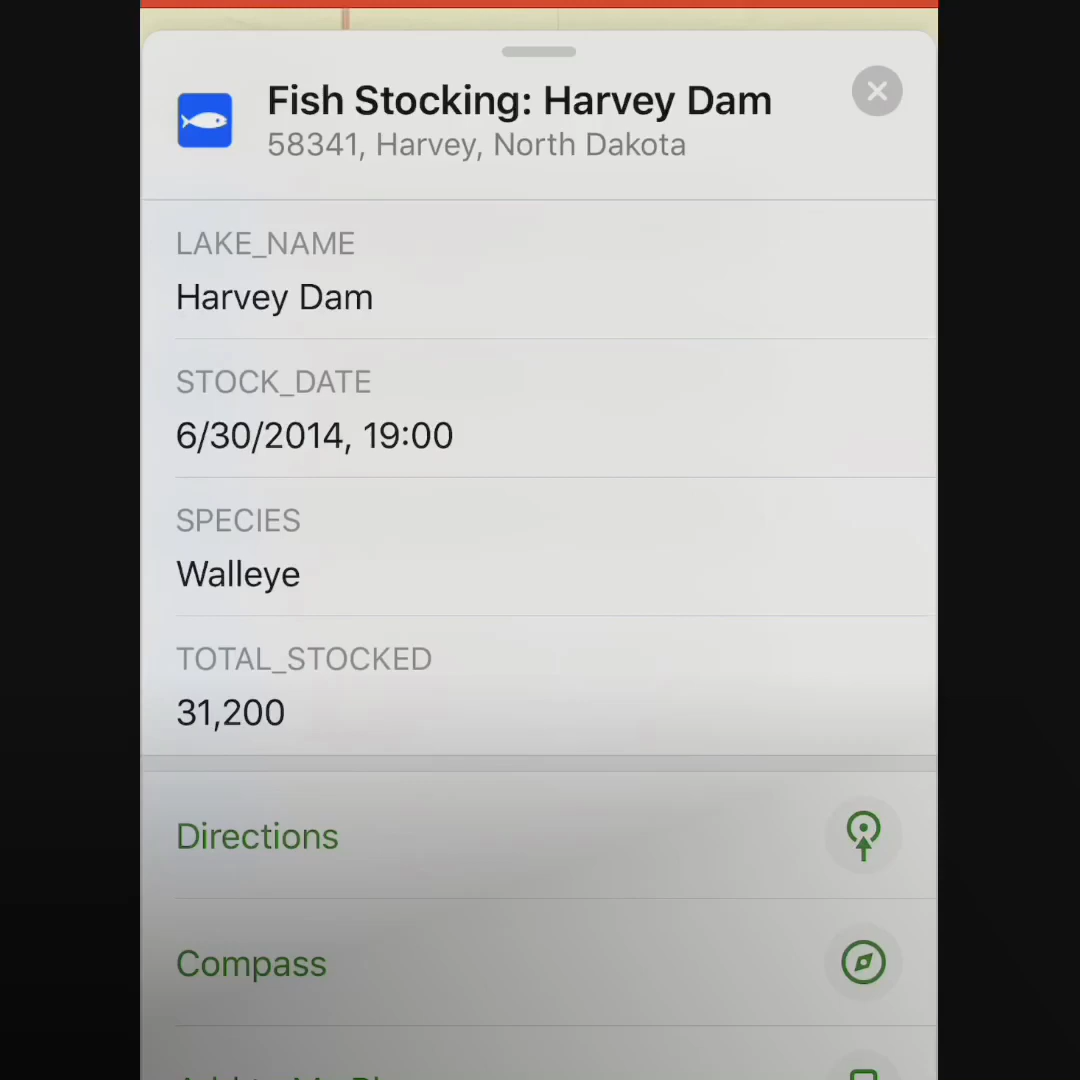 Fish Stocking: Harvey Dam
58341, Harvey, North Dakota
LAKE_NAME
Harvey Dam
STOCK_DATE
6/30/2014, 19:00
SPECIES
Walleye
TOTAL_STOCKED
31,200
Directions
Compass